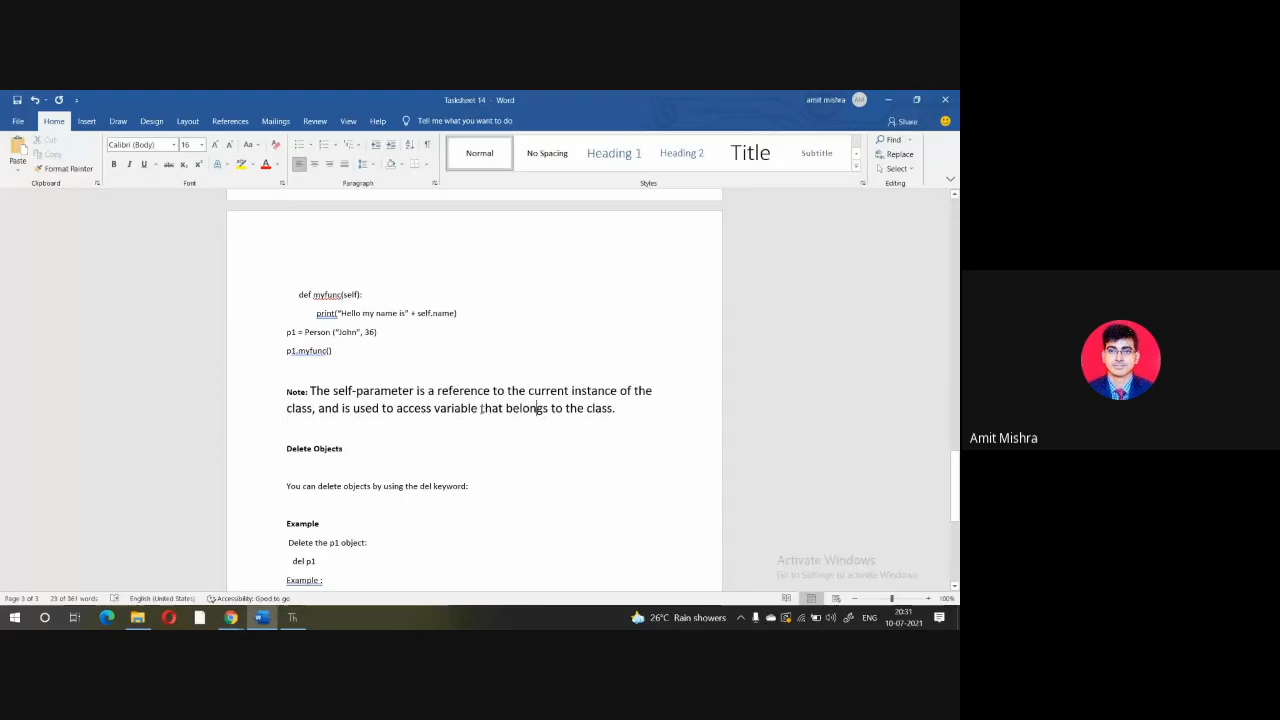 Tasksheet 14 - Word
amit mishra
AM
File Home Insert Draw Design Layout References Mailings Review View Help Tell me what you want to do
Share
Paste
Cut
Copy
Format Painter
Calibri (Body) 16
Normal
No Spacing
Heading 1
Heading 2
Title
Subtitle
Find
Replace
Select
Clipboard
Font
Paragraph
Styles
Editing
def myfunc(self):
print("Hello my name is" + self.name)
p1 = Person ("John", 36)
p1.myfunc()
Note: The self-parameter is a reference to the current instance of the
class, and is used to access variable that belongs to the class.
Delete Objects
You can delete objects by using the del keyword:
Example
Delete the p1 object:
del p1
Example :
Activate Windows
Go to Settings to activate Windows.
Page 3 of 3 23 of 361 words English (United States) Accessibility: Good to go 100%
26°C Rain showers
ENG
20:31
10-07-2021
Amit Mishra